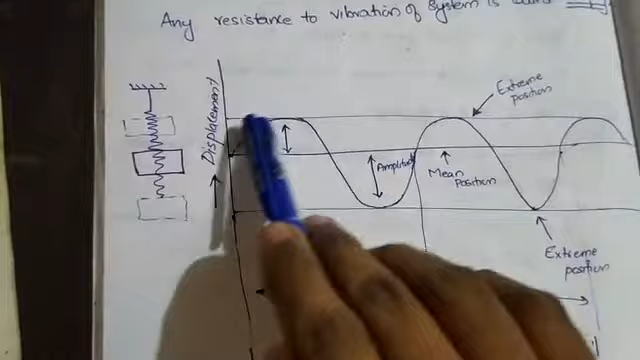 Any resistance to vibration of system is
Displacement
Extreme
position
Amplitude
Mean
Position
Extreme
position